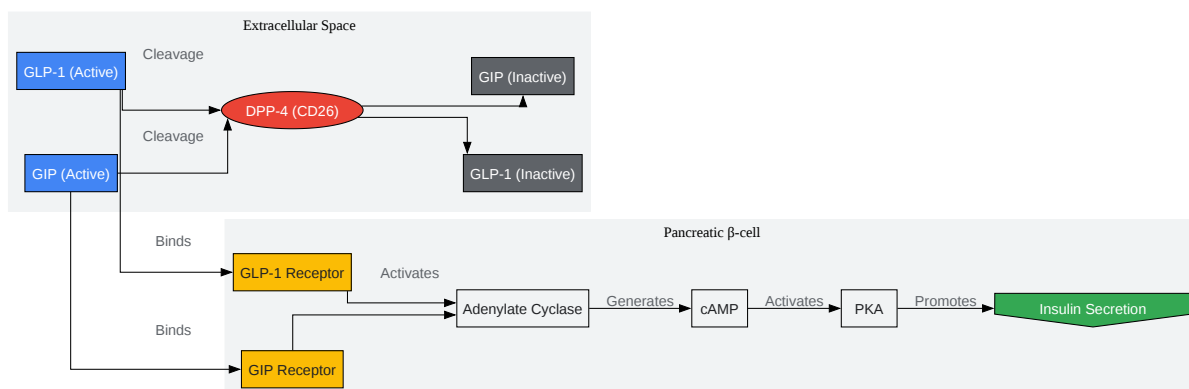 Extracellular Space
Cleavage
GLP-1 (Active)
GIP (Inactive)
DPP-4 (CD26)
Cleavage
GIP (Active)
GLP-1 (Inactive)
Pancreatic β-cell
Binds
GLP-1 Receptor
Activates
Adenylate Cyclase
Generates
cAMP
Activates
PKA
Promotes
Insulin Secretion
Binds
GIP Receptor